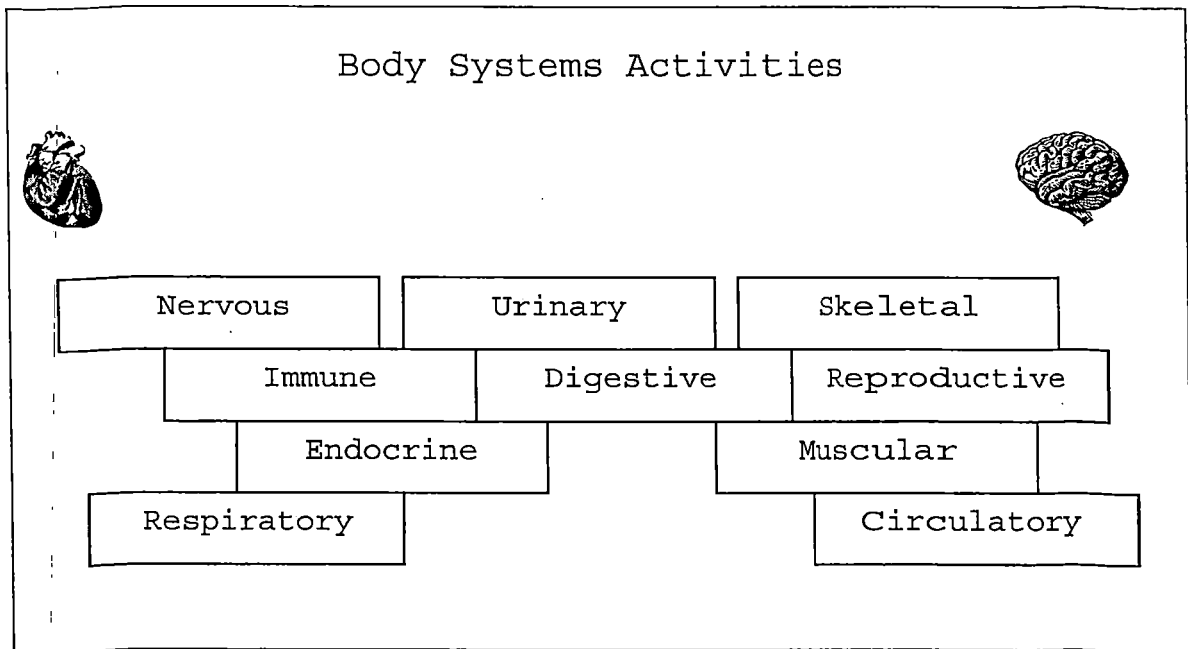 Body Systems Activities
Nervous Urinary Skeletal
Immune Digestive Reproductive
Endocrine Muscular
Respiratory Circulatory